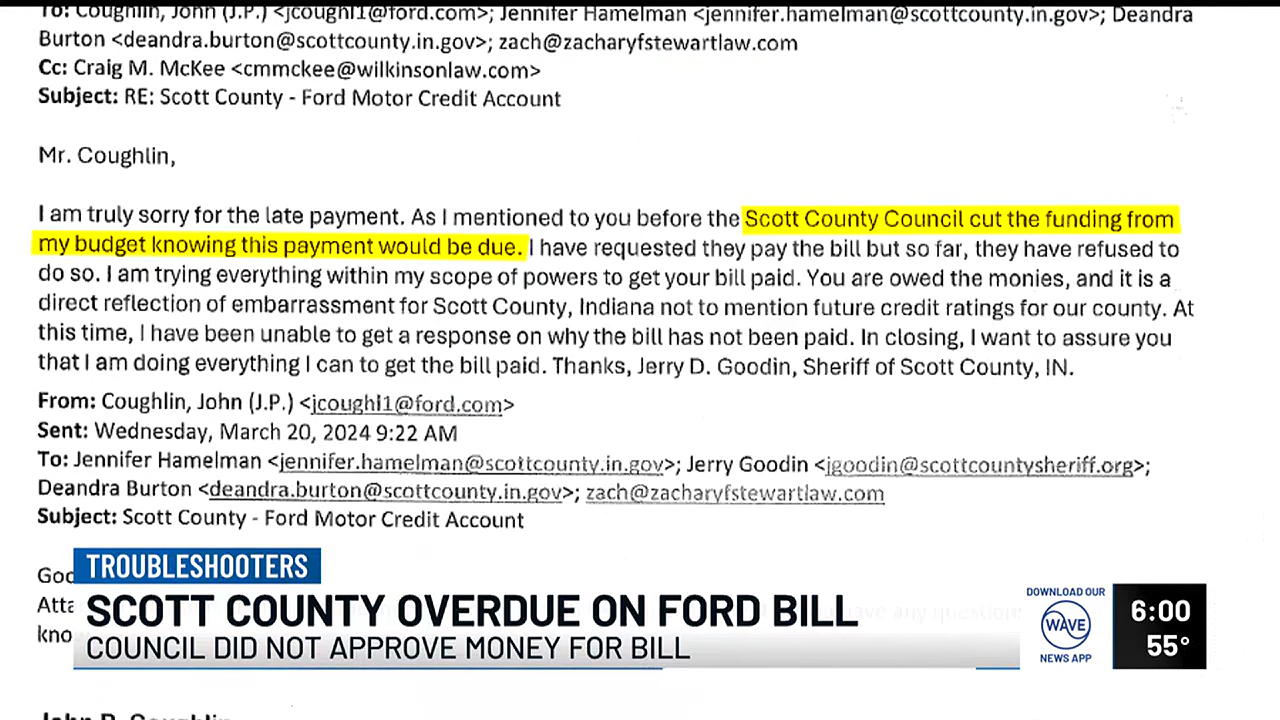 To: Coughlin, John (J.P.) <jcoughl1@ford.com>; Jennifer Hamelman <jennifer.hamelman@scottcounty.in.gov>; Deandra
Burton <deandra.burton@scottcounty.in.gov>; zach@zacharyfstewartlaw.com
Cc: Craig M. McKee <cmmckee@wilkinsonlaw.com>
Subject: RE: Scott County - Ford Motor Credit Account
Mr. Coughlin,
I am truly sorry for the late payment. As I mentioned to you before the Scott County Council cut the funding from
my budget knowing this payment would be due. I have requested they pay the bill but so far, they have refused to
do so. I am trying everything within my scope of powers to get your bill paid. You are owed the monies, and it is a
direct reflection of embarrassment for Scott County, Indiana not to mention future credit ratings for our county. At
this time, I have been unable to get a response on why the bill has not been paid. In closing, I want to assure you
that I am doing everything I can to get the bill paid. Thanks, Jerry D. Goodin, Sheriff of Scott County, IN.
From: Coughlin, John (J.P.) <jcoughl1@ford.com>
Sent: Wednesday, March 20, 2024 9:22 AM
To: Jennifer Hamelman <jennifer.hamelman@scottcounty.in.gov>; Jerry Goodin <jgoodin@scottcountysheriff.org>;
Deandra Burton <deandra.burton@scottcounty.in.gov>; zach@zacharyfstewartlaw.com
Subject: Scott County - Ford Motor Credit Account
TROUBLESHOOTERS
SCOTT COUNTY OVERDUE ON FORD BILL
have any question
COUNCIL DID NOT APPROVE MONEY FOR BILL
DOWNLOAD OUR
WAVE
NEWS APP
6:00
55°